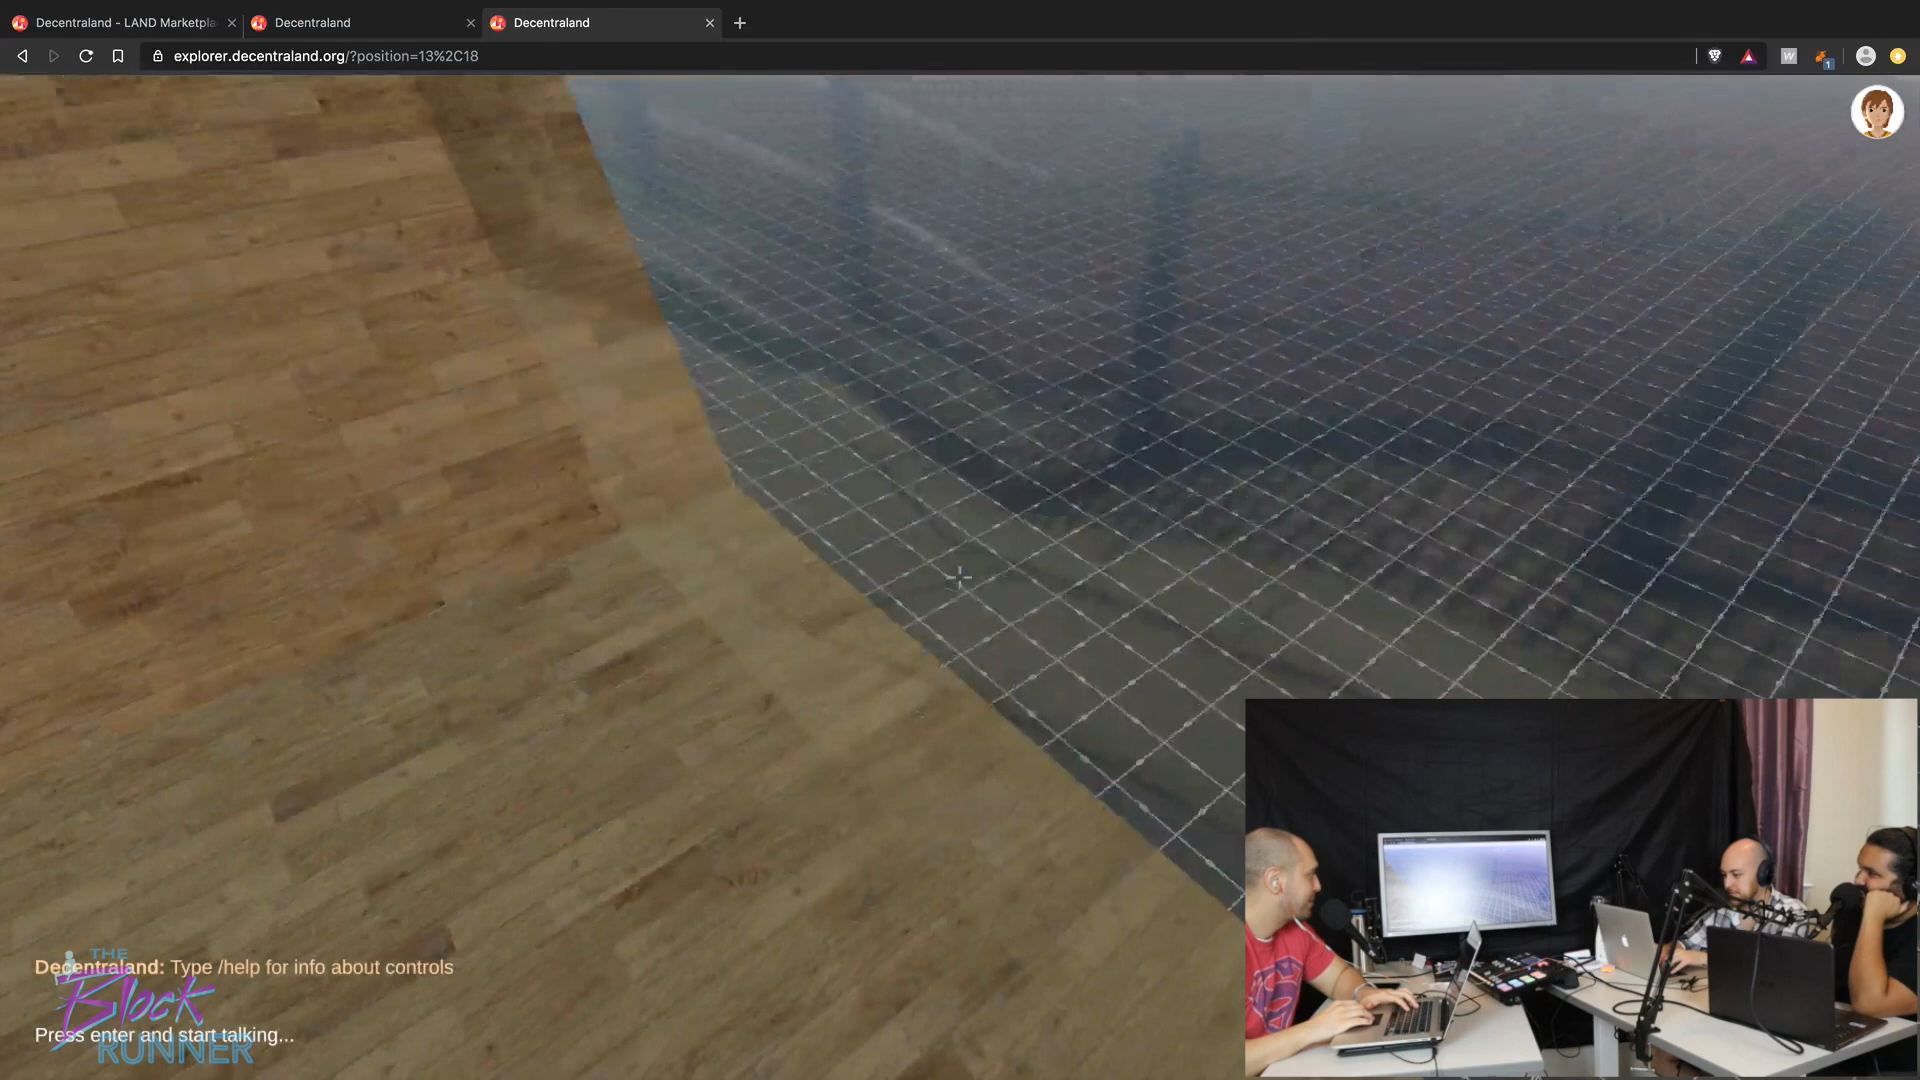 Decentraland - LAND Marketpla
Decentraland
Decentraland
explorer.decentraland.org/?position=13%2C18
W
1
Decentraland: Type /help for info about controls
THE
Block
RUNNER
Press enter and start talking...